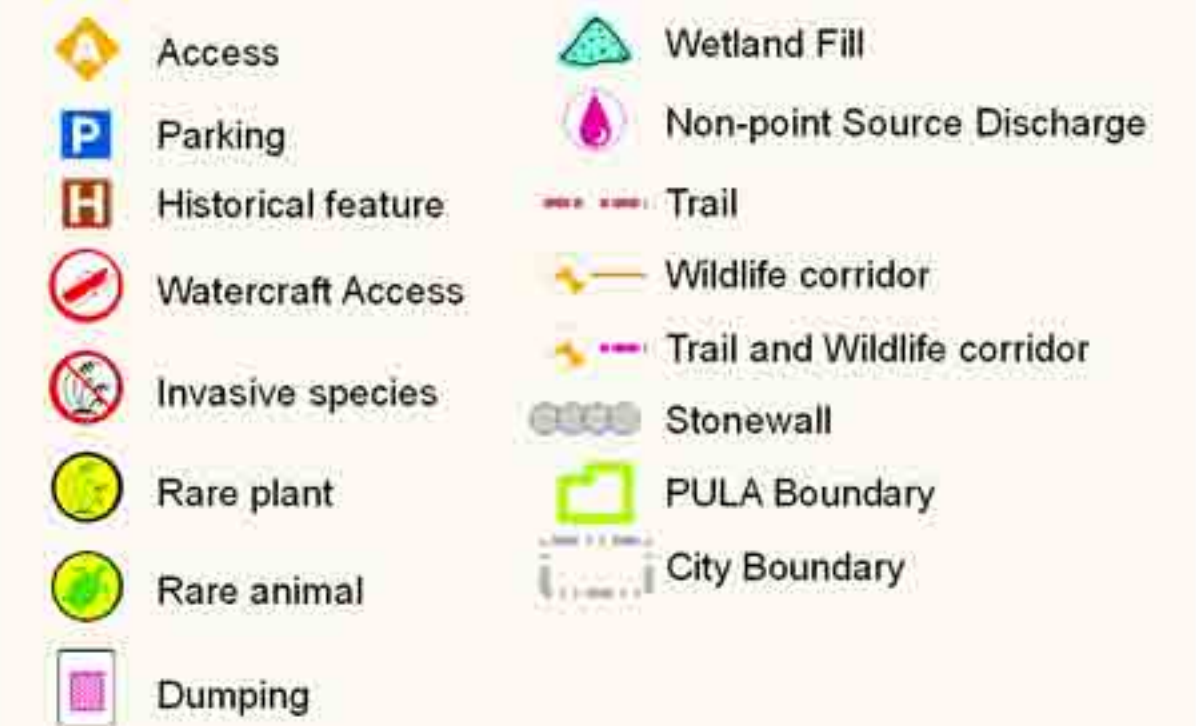 A Access
P Parking
H Historical feature
Watercraft Access
Invasive species
Rare plant
Rare animal
Dumping
Wetland Fill
Non-point Source Discharge
Trail
Wildlife corridor
Trail and Wildlife corridor
Stonewall
PULA Boundary
City Boundary